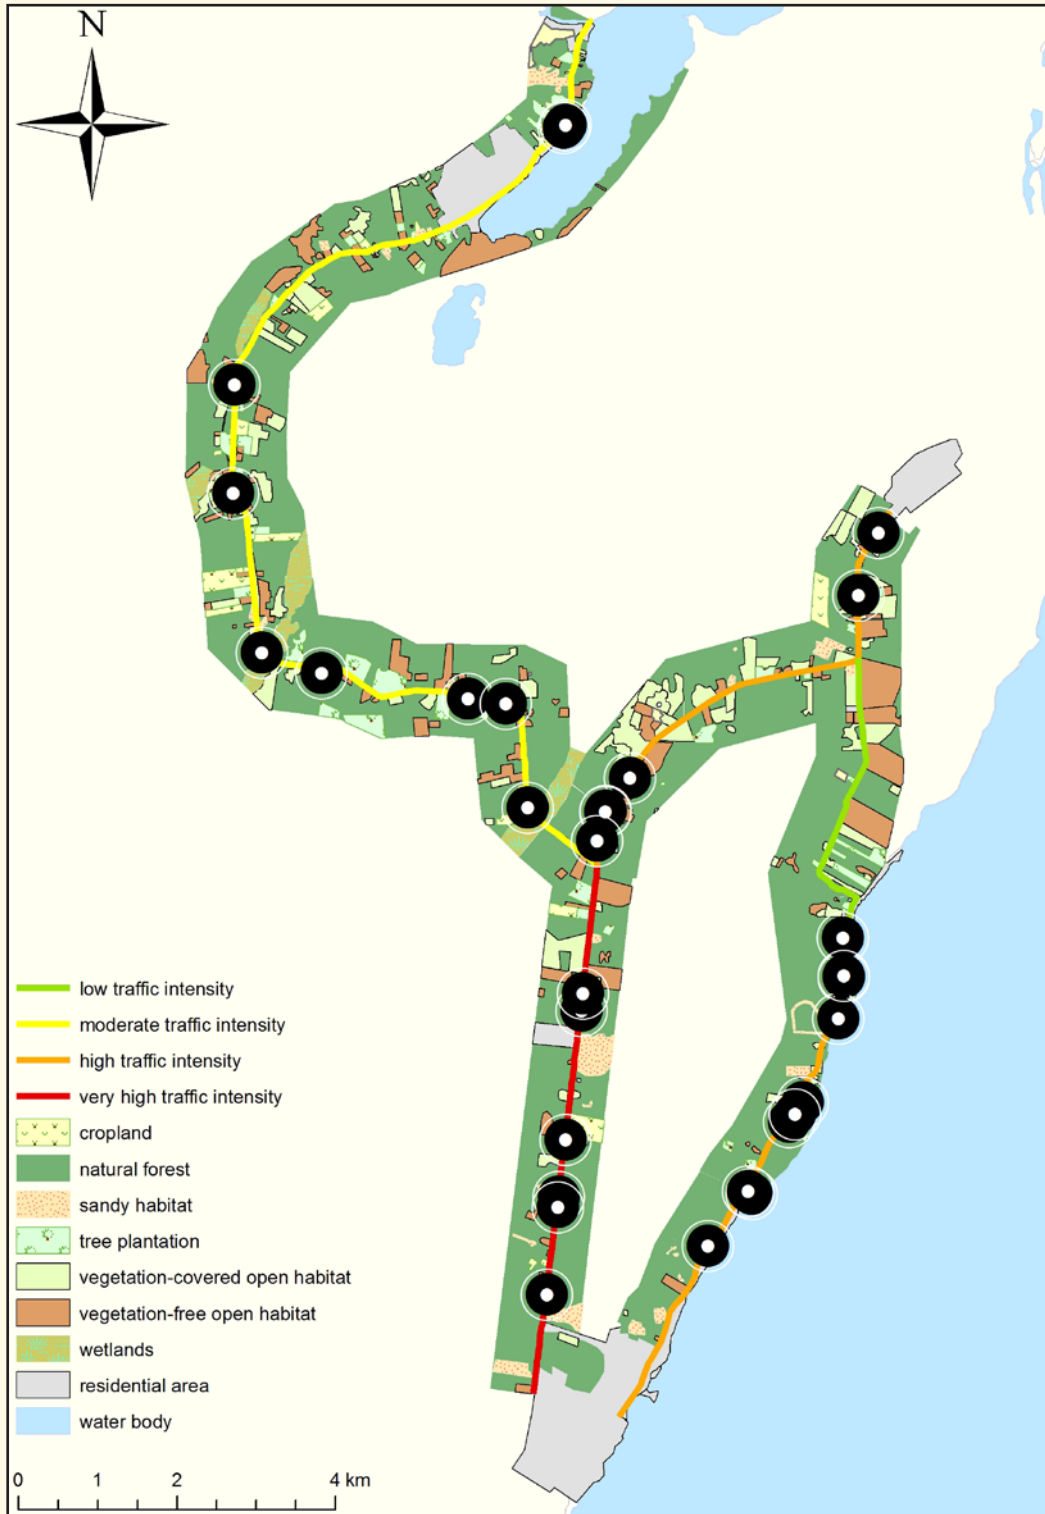 N
low traffic intensity
moderate traffic intensity
high traffic intensity
very high traffic intensity
cropland
natural forest
sandy habitat
tree plantation
vegetation-covered open habitat
vegetation-free open habitat
wetlands
residential area
water body
0 1 2 4 km